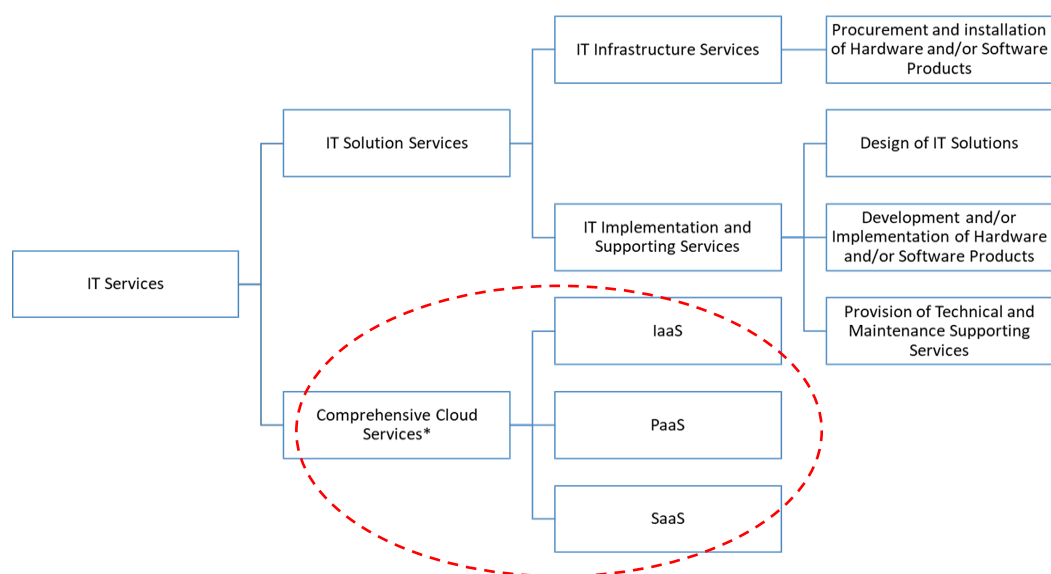 IT Infrastructure Services
Procurement and installation
of Hardware and/or Software
Products
IT Solution Services
Design of IT Solutions
IT Implementation and
Supporting Services
Development and/or
Implementation of Hardware
and/or Software Products
IT Services
Provision of Technical and
Maintenance Supporting
Services
IaaS
Comprehensive Cloud
Services*
PaaS
SaaS